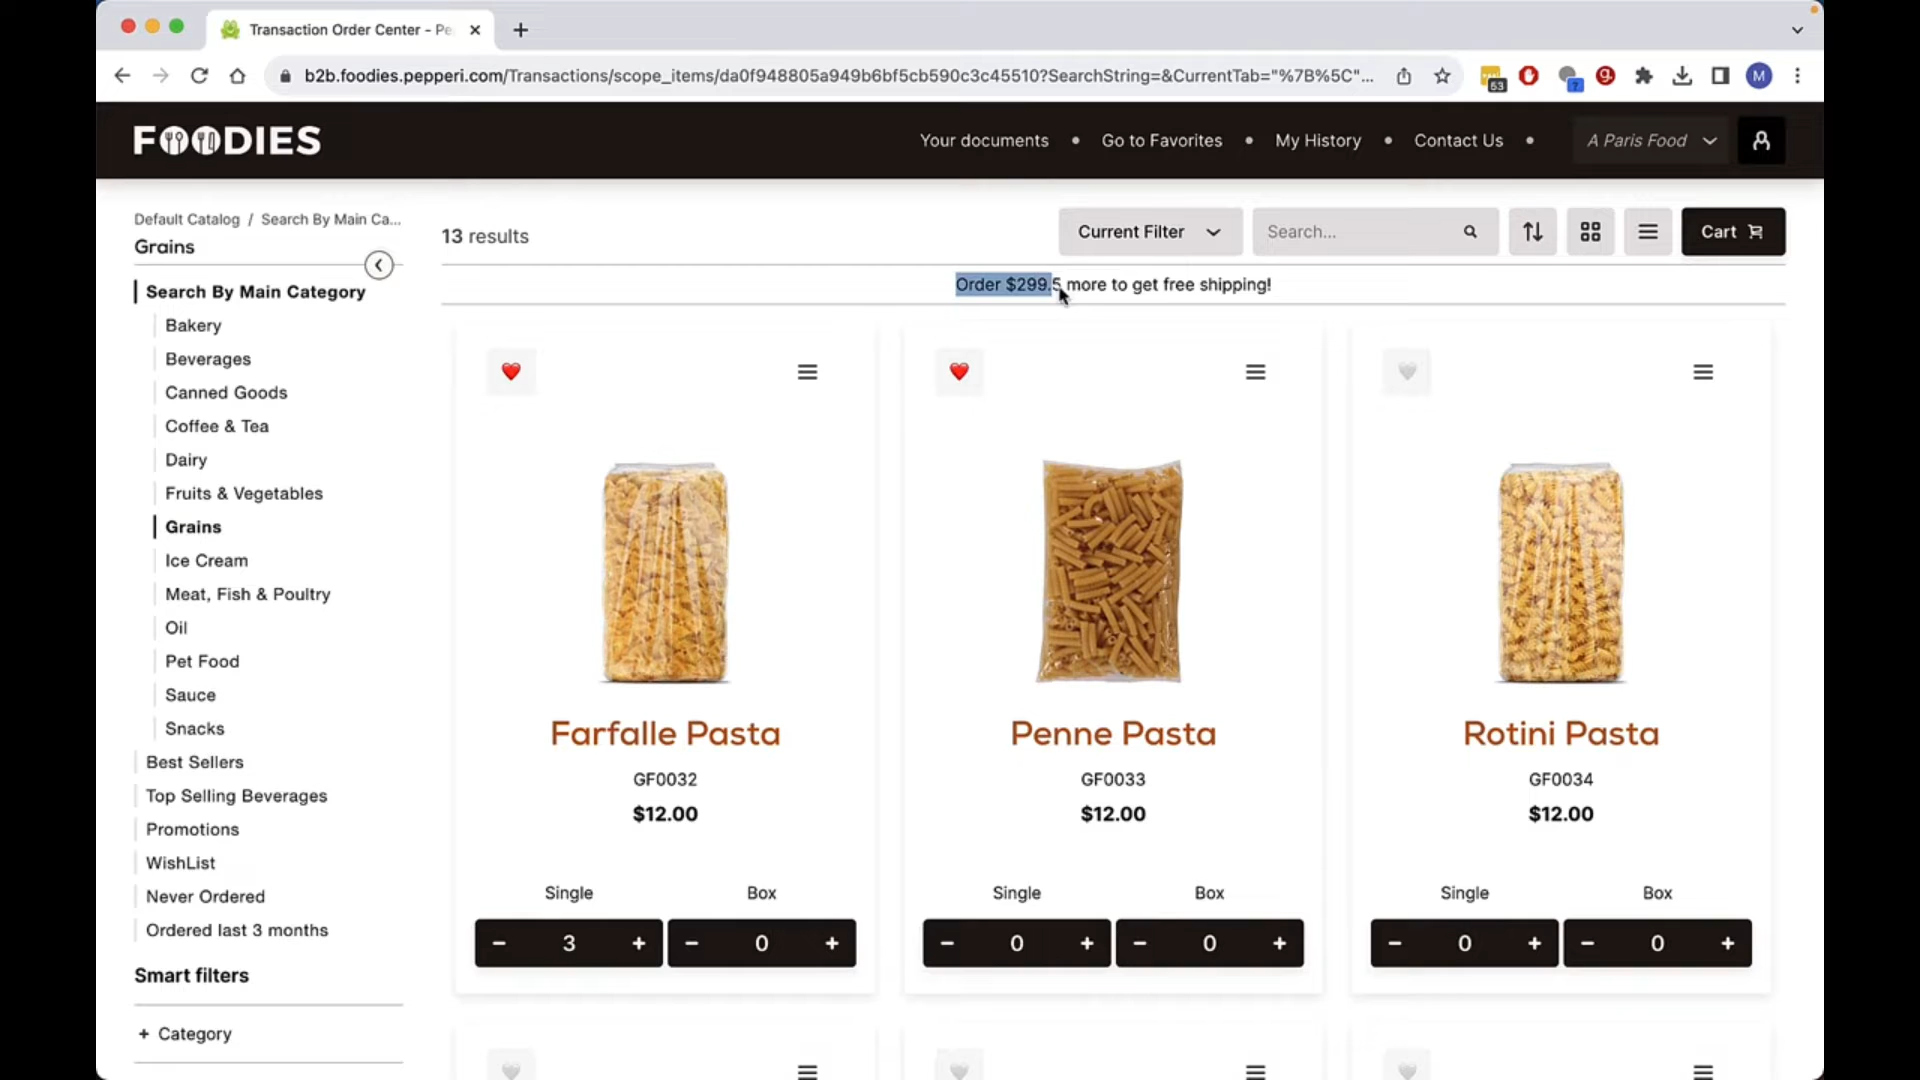 Transaction Order Center - Pe
b2b.foodies.pepperi.com/Transactions/scope_items/da0f948805a949b6bf5cb590c3c45510?SearchString=&CurrentTab="%7B%5C"...
53
7
g
M
FOODIES
Your documents • Go to Favorites • My History • Contact Us •
A Paris Food
Default Catalog / Search By Main Ca...
Grains
13 results
Current Filter
Search...
Cart
Order $299.5 more to get free shipping!
Search By Main Category
Bakery
Beverages
Canned Goods
Coffee & Tea
Dairy
Fruits & Vegetables
Grains
Ice Cream
Meat, Fish & Poultry
Oil
Pet Food
Sauce
Snacks
Best Sellers
Top Selling Beverages
Promotions
WishList
Never Ordered
Ordered last 3 months
Smart filters
+ Category
Farfalle Pasta
GF0032
$12.00
Single Box
− 3 + − 0 +
Penne Pasta
GF0033
$12.00
Single Box
− 0 + − 0 +
Rotini Pasta
GF0034
$12.00
Single Box
− 0 + − 0 +